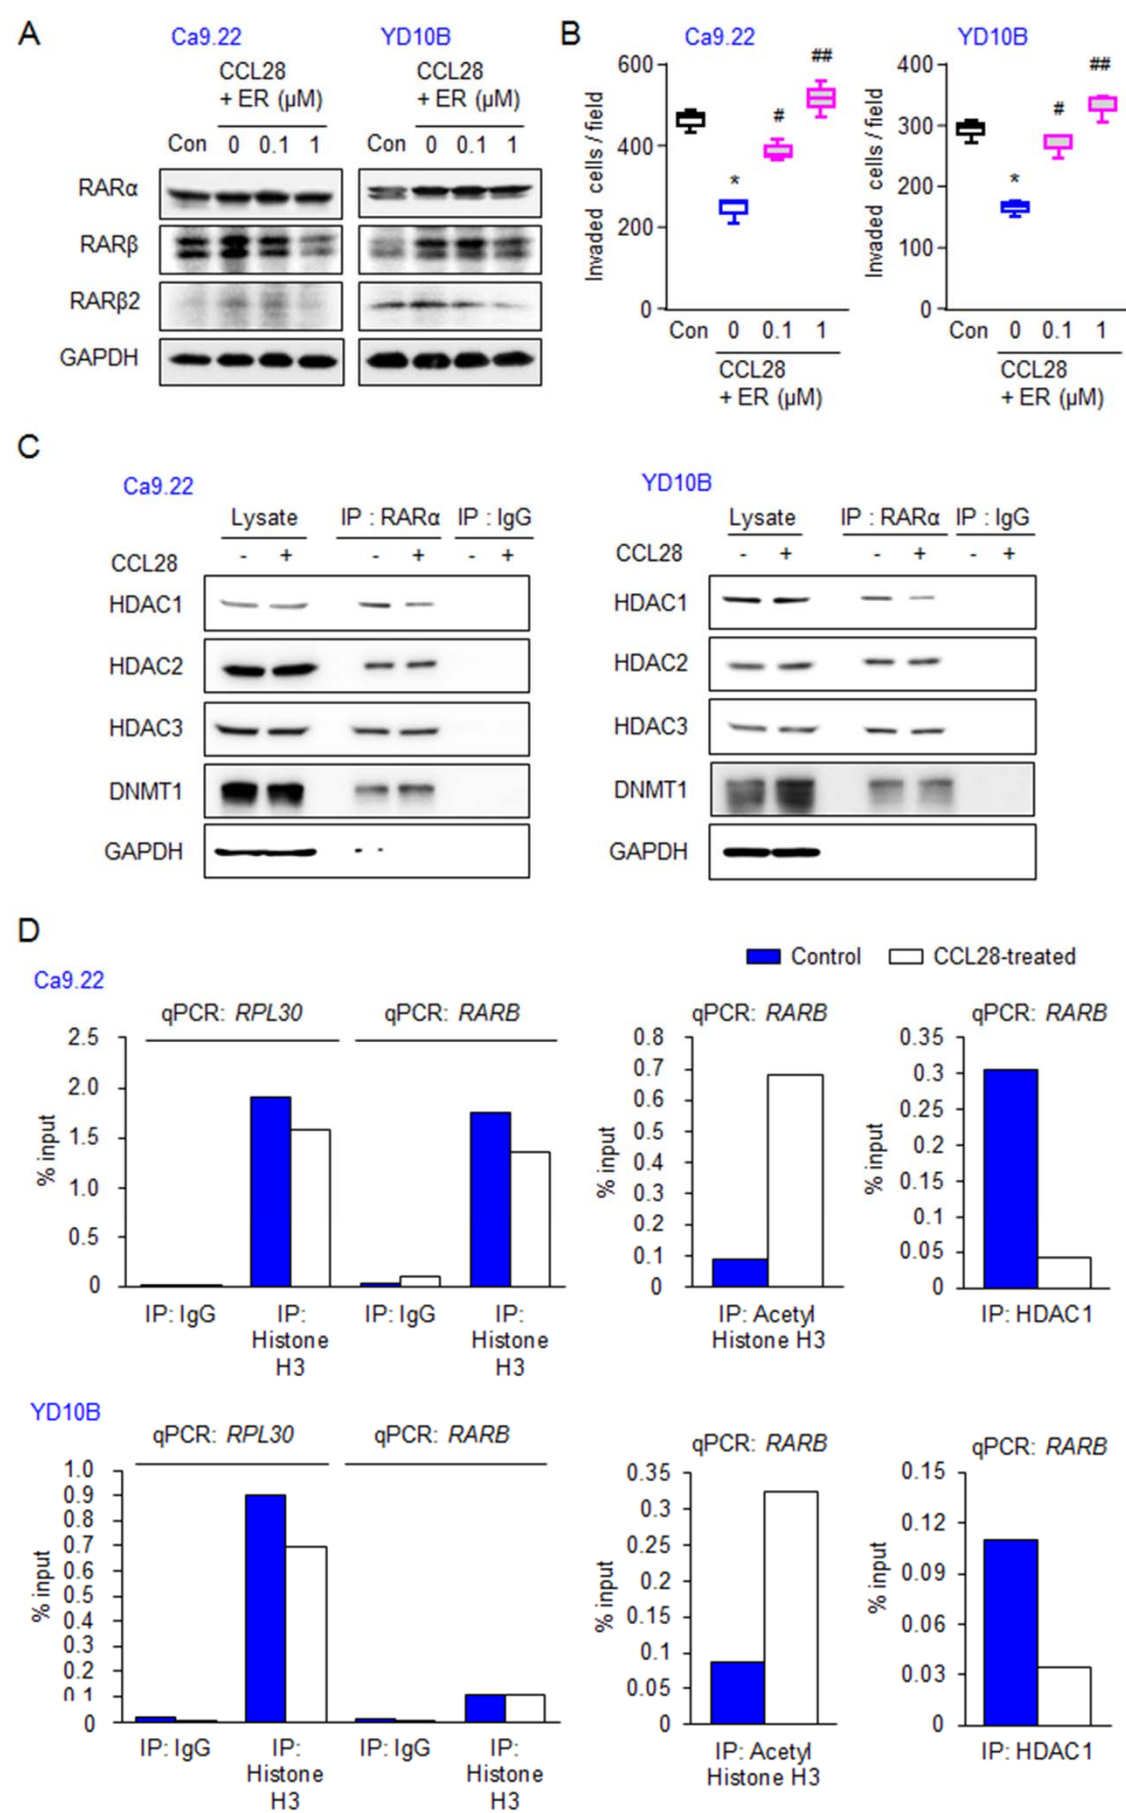 A
Ca9.22 YD10B
CCL28 CCL28
+ ER (µM) + ER (µM)
Con 0 0.1 1 Con 0 0.1 1
RARα
RARβ
RARβ2
GAPDH
B
Ca9.22 YD10B
Invaded cells / field
600
400
200
0
* # ##
Con 0 0.1 1
CCL28
+ ER (µM)
Invaded cells / field
400
300
200
100
0
* # ##
Con 0 0.1 1
CCL28
+ ER (µM)
C
Ca9.22
Lysate IP : RARα IP : IgG
CCL28 - + - + - +
HDAC1
HDAC2
HDAC3
DNMT1
GAPDH
YD10B
Lysate IP : RARα IP : IgG
CCL28 - + - + - +
HDAC1
HDAC2
HDAC3
DNMT1
GAPDH
D
Control CCL28-treated
Ca9.22
qPCR: RPL30 qPCR: RARB
% input
2.5
2.0
1.5
1.0
0.5
0
IP: IgG IP: IP: IgG IP:
Histone Histone
H3 H3
qPCR: RARB
% input
0.8
0.7
0.6
0.5
0.4
0.3
0.2
0.1
0
IP: Acetyl
Histone H3
qPCR: RARB
% input
0.35
0.3
0.25
0.2
0.15
0.1
0.05
0
IP: HDAC1
YD10B
qPCR: RPL30 qPCR: RARB
% input
1.0
0.9
0.8
0.7
0.6
0.5
0.4
0.3
0.2
0.1
0
IP: IgG IP: IP: IgG IP:
Histone Histone
H3 H3
qPCR: RARB
% input
0.35
0.3
0.25
0.2
0.15
0.1
0.05
0
IP: Acetyl
Histone H3
qPCR: RARB
% input
0.15
0.12
0.09
0.06
0.03
0
IP: HDAC1